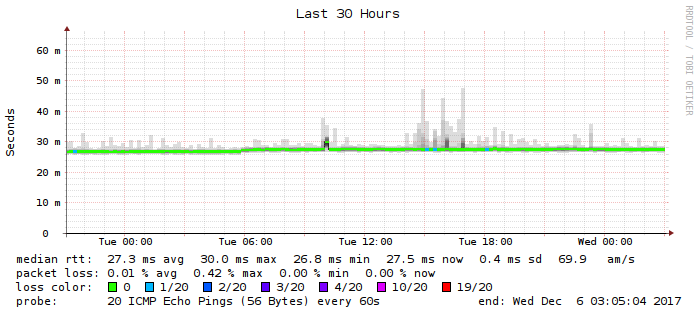 Last 30 Hours
RRDTOOL / TOBI OETIKER
Seconds
60 m
50 m
40 m
30 m
20 m
10 m
0
Tue 00:00 Tue 06:00 Tue 12:00 Tue 18:00 Wed 00:00
median rtt: 27.3 ms avg 30.0 ms max 26.8 ms min 27.5 ms now 0.4 ms sd 69.9 am/s
packet loss: 0.01 % avg 0.42 % max 0.00 % min 0.00 % now
loss color: 0 1/20 2/20 3/20 4/20 10/20 19/20
probe: 20 ICMP Echo Pings (56 Bytes) every 60s end: Wed Dec 6 03:05:04 2017